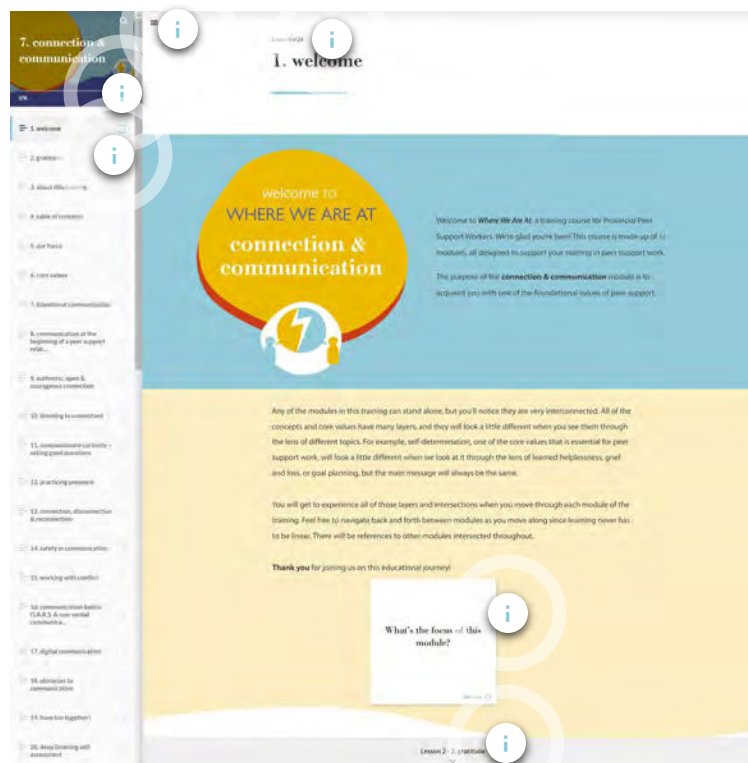 7. connection &
communication
1. welcome
2. gratitude
3. about this training
4. table of contents
5. our focus
6. core values
7. intentional communication
8. communication at the
beginning of a peer support
relat...
9. authentic, open &
courageous connection
10. listening to understand
11. compassionate curiosity –
asking good questions
12. practicing presence
13. connection, disconnection
& reconnection
14. safety in communication
15. working with conflict
16. communication basics
O.A.R.S. & non-verbal
communica...
17. digital communication
18. obstacles to
communication
19. have fun together!
20. deep listening self-
assessment
i
i
i
i
1. welcome
welcome to
WHERE WE ARE AT
connection &
communication
Welcome to Where We Are At, a training course for Provincial Peer
Support Workers. We're glad you're here! This course is made up of 11
modules, all designed to support your training in peer support work.
The purpose of the connection & communication module is to
acquaint you with one of the foundational values of peer support.
Any of the modules in this training can stand alone, but you'll notice they are very interconnected. All of the
concepts and core values have many layers, and they will look a little different when you see them through
the lens of different topics. For example, self-determination, one of the core values that is essential for peer
support work, will look a little different when we look at it through the lens of learned helplessness, grief
and loss, or goal planning, but the main message will always be the same.
You will get to experience all of those layers and intersections when you move through each module of the
training. Feel free to navigate back and forth between modules as you move along since learning never has
to be linear. There will be references to other modules intersected throughout.
Thank you for joining us on this educational journey!
What's the focus of this
module?
i
Lesson 2 - 2. gratitude
i